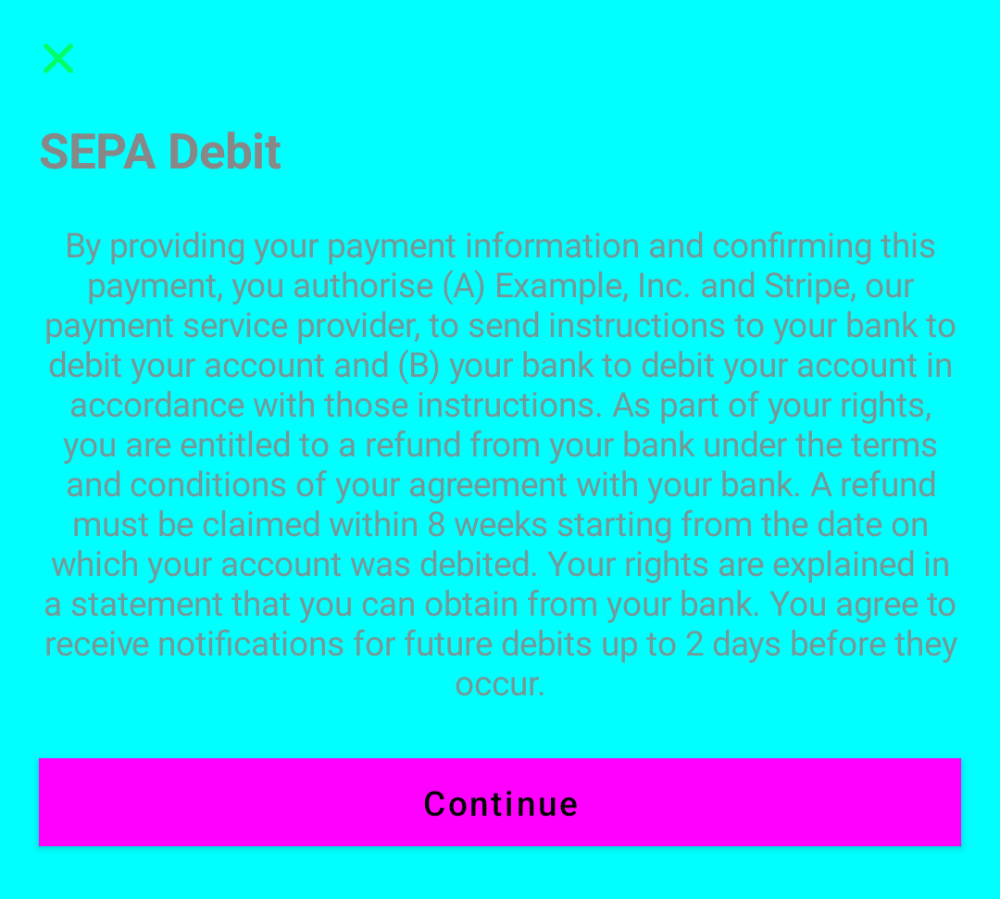 SEPA Debit
By providing your payment information and confirming this
payment, you authorise (A) Example, Inc. and Stripe, our
payment service provider, to send instructions to your bank to
debit your account and (B) your bank to debit your account in
accordance with those instructions. As part of your rights,
you are entitled to a refund from your bank under the terms
and conditions of your agreement with your bank. A refund
must be claimed within 8 weeks starting from the date on
which your account was debited. Your rights are explained in
a statement that you can obtain from your bank. You agree to
receive notifications for future debits up to 2 days before they
occur.
Continue